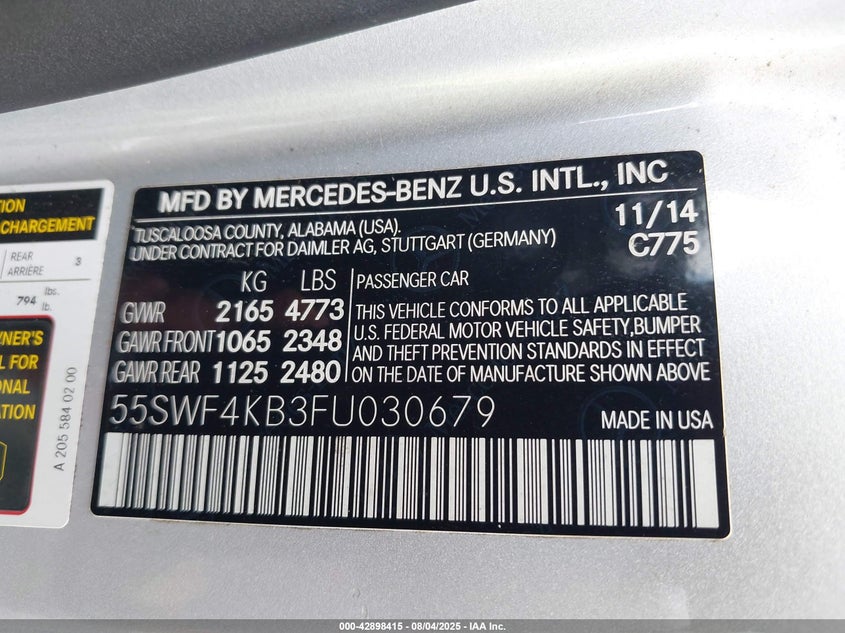 TION
CHARGEMENT
REAR
ARRIÈRE
3
794 lbs.
lb.
WNER'S
L FOR
ONAL
ATION
A 205 584 02 00
MFD BY MERCEDES-BENZ U.S. INTL., INC
TUSCALOOSA COUNTY, ALABAMA (USA).
UNDER CONTRACT FOR DAIMLER AG, STUTTGART (GERMANY)
11/14
C775
KG LBS
GVWR 2165 4773
GAWR FRONT 1065 2348
GAWR REAR 1125 2480
PASSENGER CAR
THIS VEHICLE CONFORMS TO ALL APPLICABLE
U.S. FEDERAL MOTOR VEHICLE SAFETY,BUMPER
AND THEFT PREVENTION STANDARDS IN EFFECT
ON THE DATE OF MANUFACTURE SHOWN ABOVE
55SWF4KB3FU030679
MADE IN USA
000-42898415 - 08/04/2025 - IAA Inc.